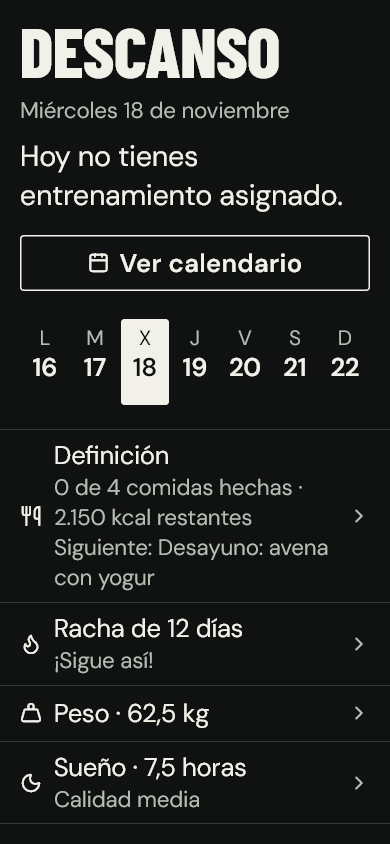 DESCANSO
Miércoles 18 de noviembre
Hoy no tienes
entrenamiento asignado.
Ver calendario
L M X J V S D
16 17 18 19 20 21 22
Definición
0 de 4 comidas hechas ·
2.150 kcal restantes
Siguiente: Desayuno: avena
con yogur
Racha de 12 días
¡Sigue así!
Peso · 62,5 kg
Sueño · 7,5 horas
Calidad media